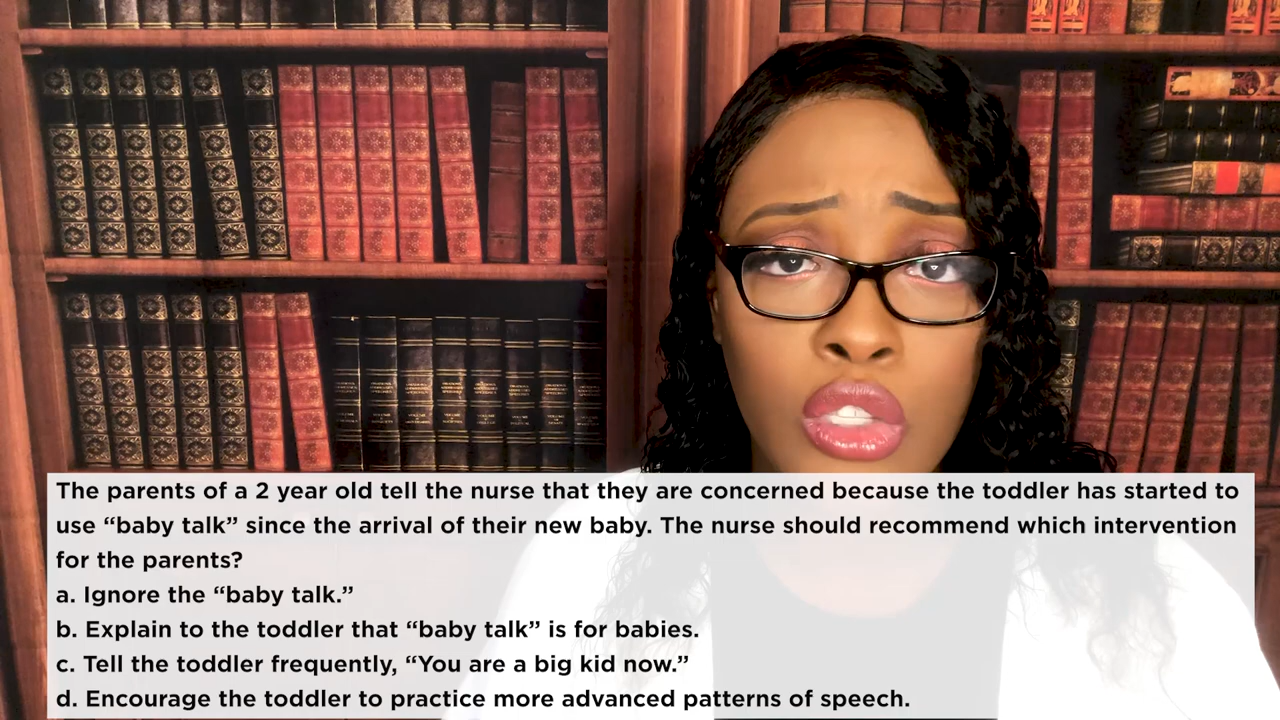 The parents of a 2 year old tell the nurse that they are concerned because the toddler has started to
use “baby talk” since the arrival of their new baby. The nurse should recommend which intervention
for the parents?
a. Ignore the “baby talk.”
b. Explain to the toddler that “baby talk” is for babies.
c. Tell the toddler frequently, “You are a big kid now.”
d. Encourage the toddler to practice more advanced patterns of speech.